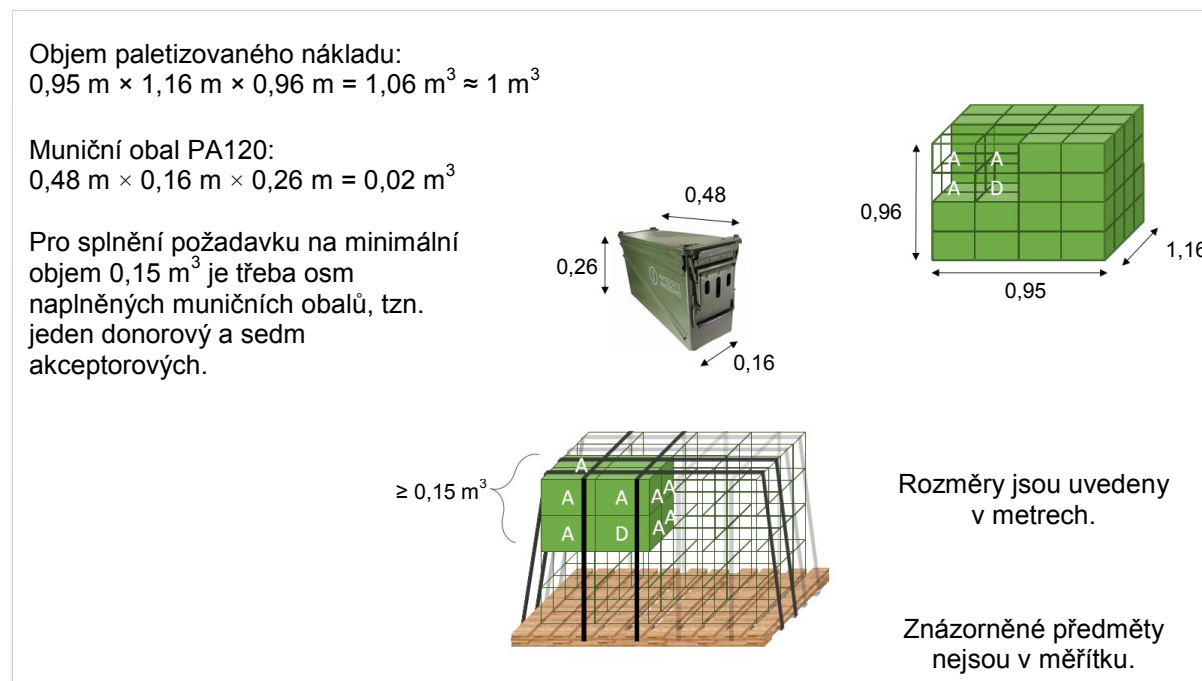 Objem paletizovaného nákladu:
0,95 m × 1,16 m × 0,96 m = 1,06 m³ ≈ 1 m³
Muniční obal PA120:
0,48 m × 0,16 m × 0,26 m = 0,02 m³
Pro splnění požadavku na minimální
objem 0,15 m³ je třeba osm
naplněných muničních obalů, tzn.
jeden donorový a sedm
akceptorových.
0,48
0,26
0,16
A A
A D
0,96
1,16
0,95
≥ 0,15 m³
A
A A A A
A D A A
Rozměry jsou uvedeny
v metrech.
Znázorněné předměty
nejsou v měřítku.